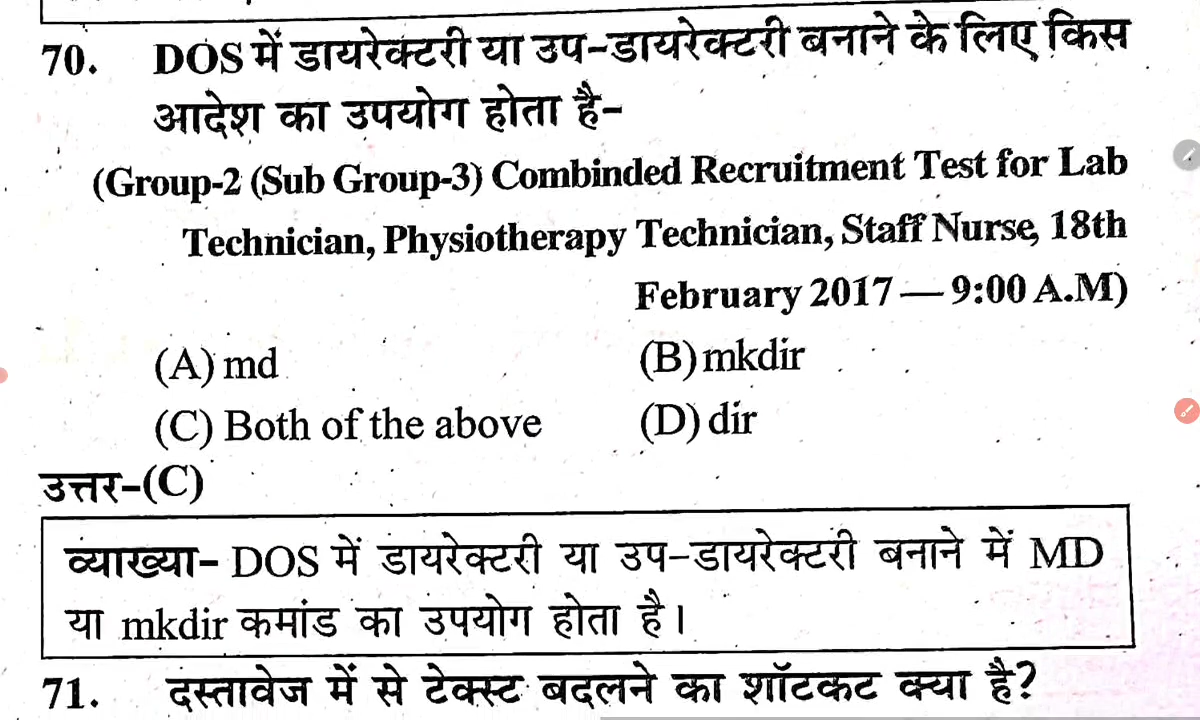 70. DOS में डायरेक्टरी या उप-डायरेक्टरी बनाने के लिए किस
आदेश का उपयोग होता है-
(Group-2 (Sub Group-3) Combinded Recruitment Test for Lab
Technician, Physiotherapy Technician, Staff Nurse, 18th
February 2017 — 9:00 A.M)
(A) md (B) mkdir
(C) Both of the above (D) dir
उत्तर-(C)
व्याख्या- DOS में डायरेक्टरी या उप-डायरेक्टरी बनाने में MD
या mkdir कमांड का उपयोग होता है।
71. दस्तावेज में से टेक्स्ट बदलने का शॉटकट क्या है?